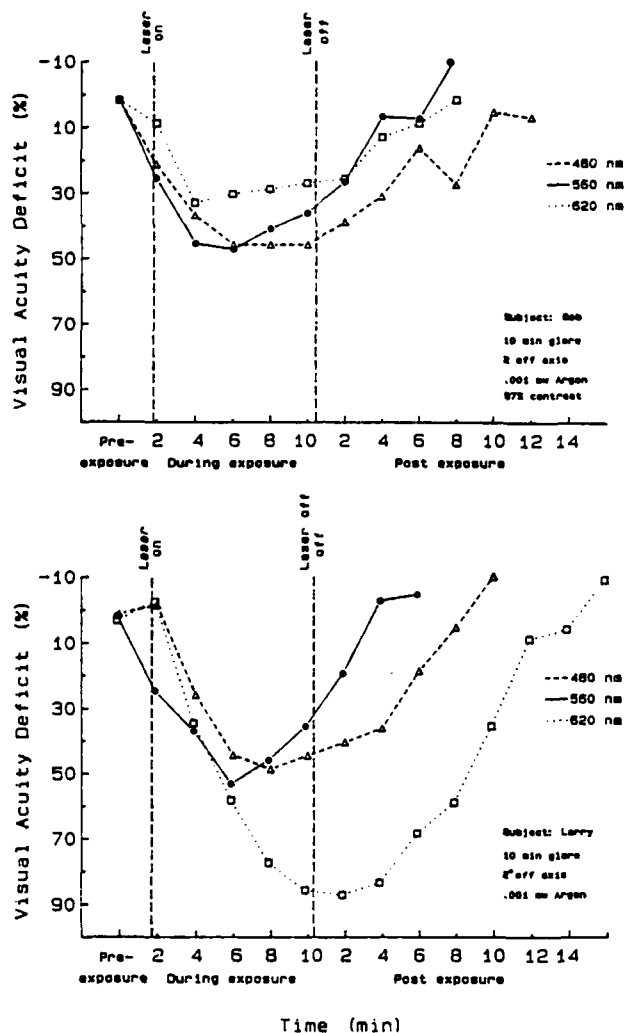 Laser on
Laser off
Visual Acuity Deficit (%)
-10
10
30
50
70
90
480 nm
560 nm
620 nm
Subject: Bob
10 min glare
2 off axis
.001 mw Argon
97% contrast
2 4 6 8 10 2 4 6 8 10 12 14
Pre-
exposure During exposure Post exposure
Laser on
Laser off
off
Visual Acuity Deficit (%)
-10
10
30
50
70
90
480 nm
560 nm
620 nm
Subject: Larry
10 min glare
2° off axis
.001 mw Argon
Pre- 2 4 6 8 10 2 4 6 8 10 12 14
exposure During exposure Post exposure
Time (min)